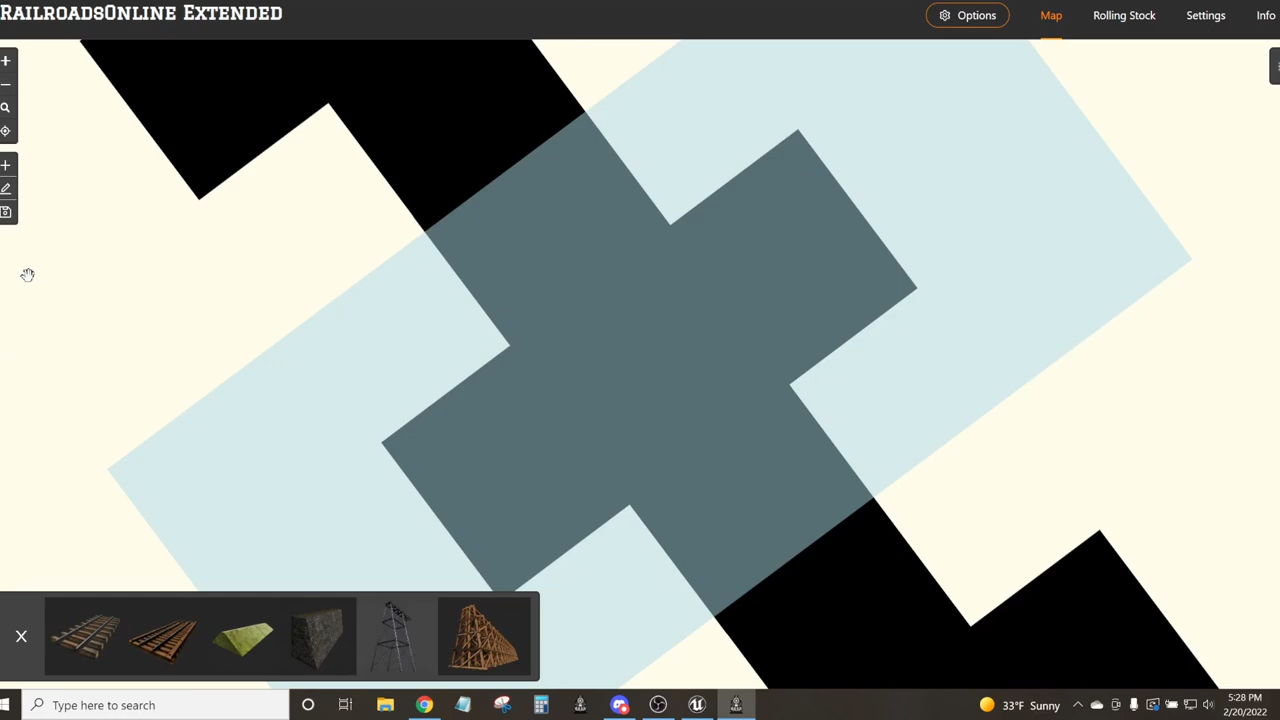 RailroadsOnline Extended
Options
Map
Rolling Stock
Settings
Info
X
Type here to search
33°F Sunny
5:28 PM
2/20/2022